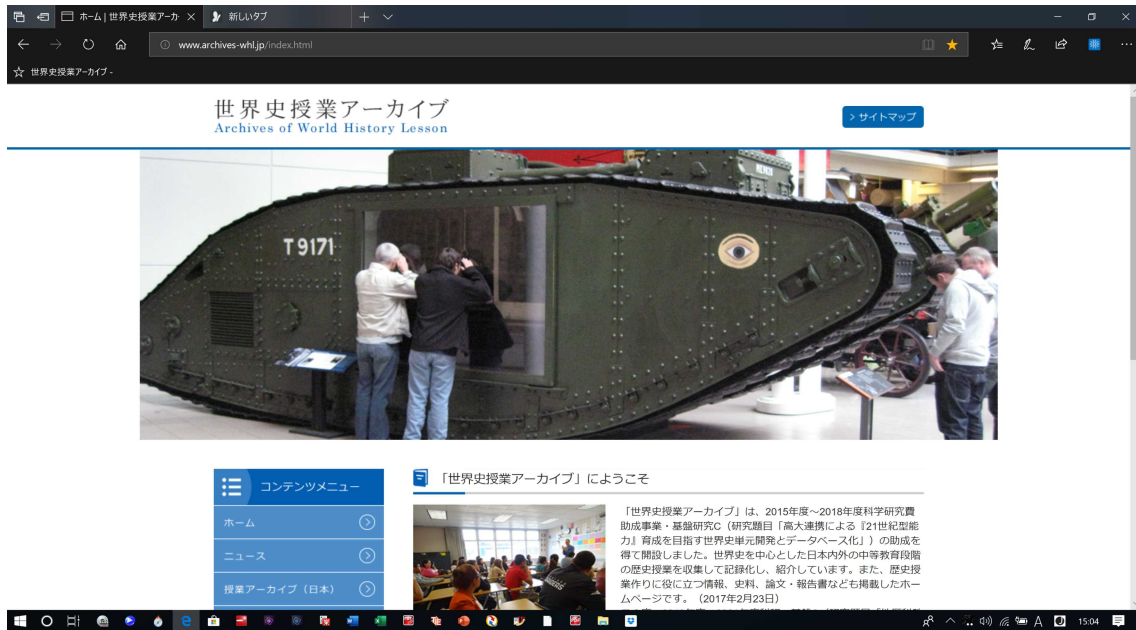 ホーム | 世界史授業アーカ
新しいタブ
www.archives-whl.jp/index.html
世界史授業アーカイブ -
世界史授業アーカイブ
Archives of World History Lesson
> サイトマップ
T 9171
コンテンツメニュー
ホーム
ニュース
授業アーカイブ（日本）
「世界史授業アーカイブ」にようこそ
「世界史授業アーカイブ」は、2015年度～2018年度科学研究費
助成事業・基盤研究C（研究題目「高大連携による『21世紀型能
力』育成を目指す世界史単元開発とデータベース化」）の助成を
得て開設しました。世界史を中心とした日本内外の中等教育段階
の歴史授業を収集して記録化し、紹介しています。また、歴史授
業作りに役に立つ情報、史料、論文・報告書なども掲載したホー
ムページです。（2017年2月23日）
A
15:04